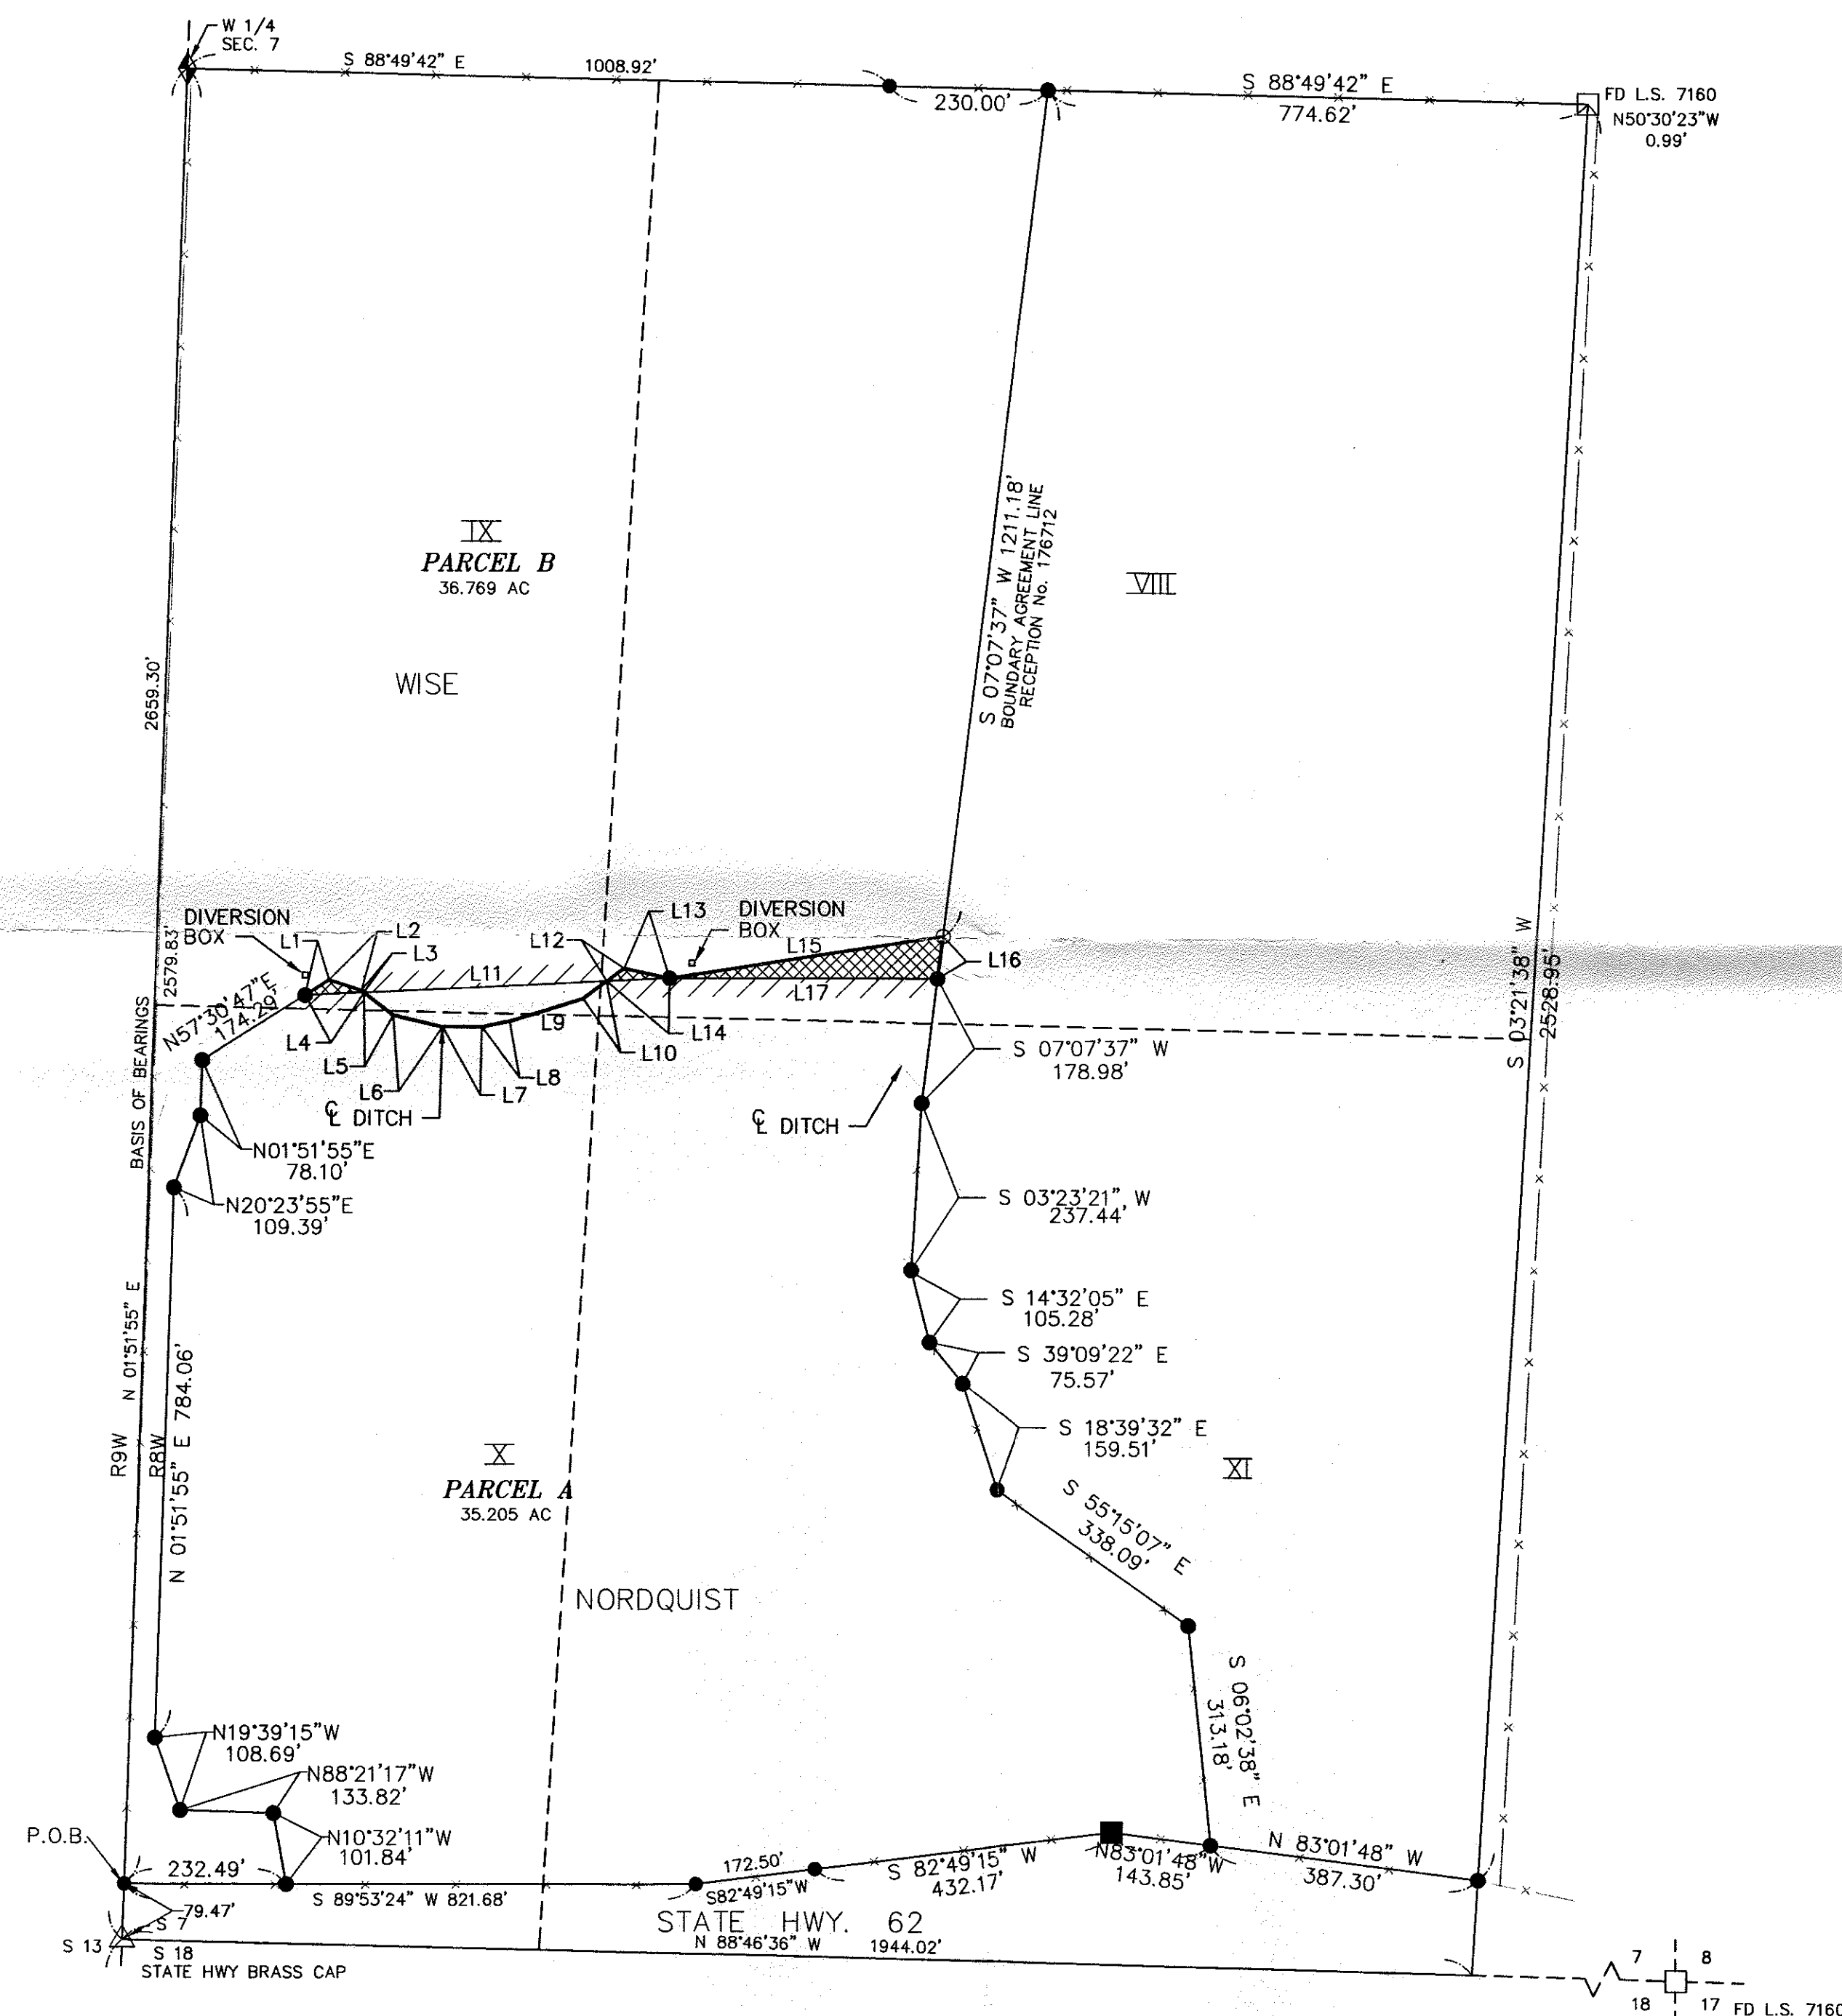 W 1/4
SEC. 7
S 88°49'42" E
1008.92'
230.00'
S 88°49'42" E
774.62'
FD L.S. 7160
N50°30'23"W
0.99'
IX
PARCEL B
36.769 AC
WISE
VIII
S 07°07'37" W 1211.18'
BOUNDARY AGREEMENT LINE
RECEPTION No. 176712
2659.30'
2579.83'
DIVERSION
BOX
L1
L2
L3
L11
L12
L13
DIVERSION
BOX
L15
L16
L17
N57°30'47"E
174.29'
L4
L5
L6
L7
L8
L9
L10
L14
℄ DITCH
℄ DITCH
S 07°07'37" W
178.98'
S 03°21'38" W
2528.95'
BASIS OF BEARINGS
N01°51'55"E
78.10'
N20°23'55"E
109.39'
S 03°23'21" W
237.44'
S 14°32'05" E
105.28'
S 39°09'22" E
75.57'
S 18°39'32" E
159.51'
N 01°51'55" E
R9W
R8W
N 01°51'55" E 784.06'
X
PARCEL A
35.205 AC
XI
S 55°15'07" E
338.09'
NORDQUIST
S 06°02'38" E
313.18'
N19°39'15"W
108.69'
N88°21'17"W
133.82'
N10°32'11"W
101.84'
P.O.B.
232.49'
S 89°53'24" W 821.68'
172.50'
S82°49'15"W
S 82°49'15" W
432.17'
N83°01'48"W
143.85'
N 83°01'48" W
387.30'
79.47'
S 7
S 13
S 18
STATE HWY BRASS CAP
STATE HWY. 62
N 88°46'36" W
1944.02'
7
8
18
17
FD L.S. 7160